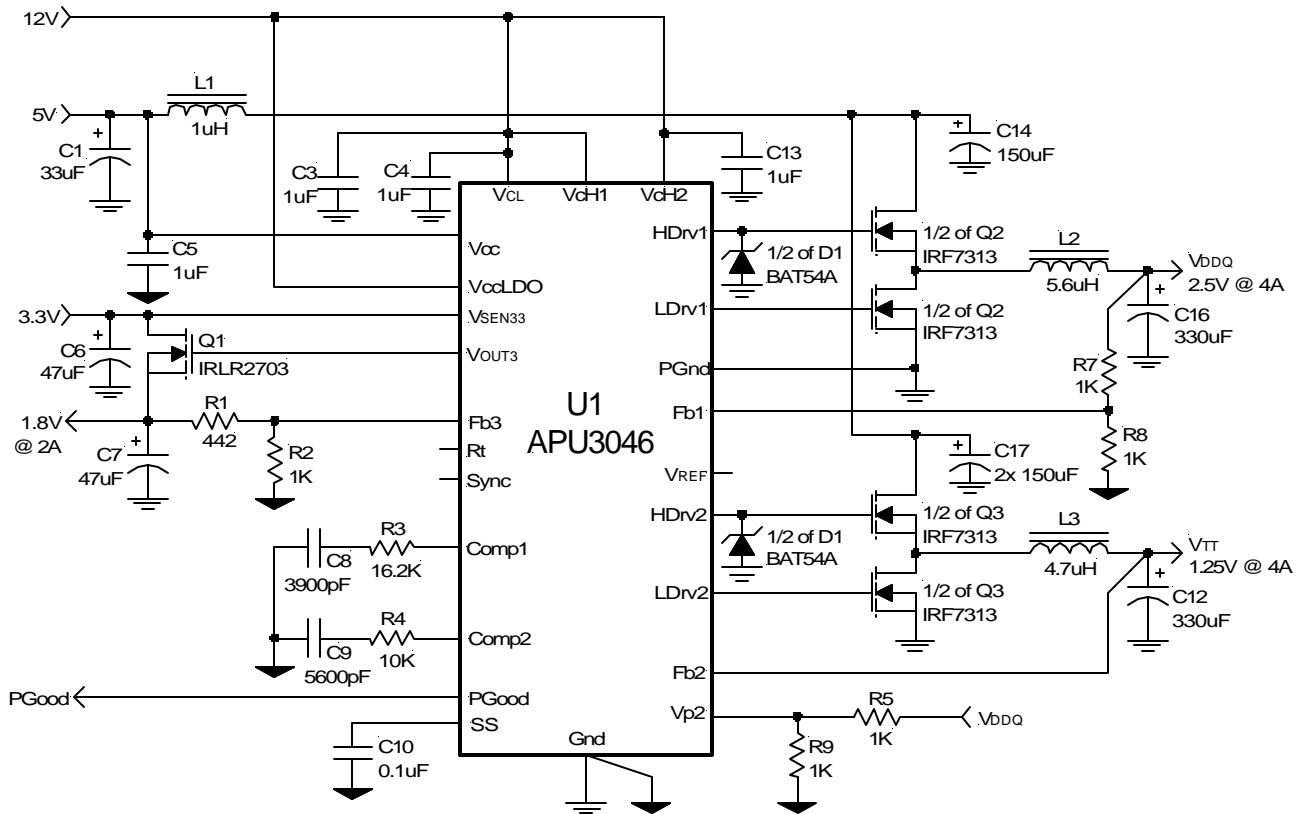 12V
5V
L1
1uH
C1
33uF
C3
1uF
C4
1uF
C13
1uF
C14
150uF
VCL
VcH1
VcH2
C5
1uF
Vcc
VccLDO
3.3V
VSEN33
C6
47uF
Q1
IRLR2703
VOUT3
1.8V
@ 2A
R1
442
Fb3
C7
47uF
R2
1K
Rt
Sync
C8
3900pF
R3
16.2K
Comp1
C9
5600pF
R4
10K
Comp2
PGood
PGood
SS
C10
0.1uF
Gnd
U1
APU3046
HDrv1
1/2 of D1
BAT54A
1/2 of Q2
IRF7313
L2
5.6uH
VDDQ
2.5V @ 4A
LDrv1
1/2 of Q2
IRF7313
C16
330uF
PGnd
R7
1K
Fb1
R8
1K
C17
2x 150uF
VREF
HDrv2
1/2 of D1
BAT54A
1/2 of Q3
IRF7313
L3
4.7uH
VTT
1.25V @ 4A
LDrv2
1/2 of Q3
IRF7313
C12
330uF
Fb2
Vp2
R5
1K
VDDQ
R9
1K